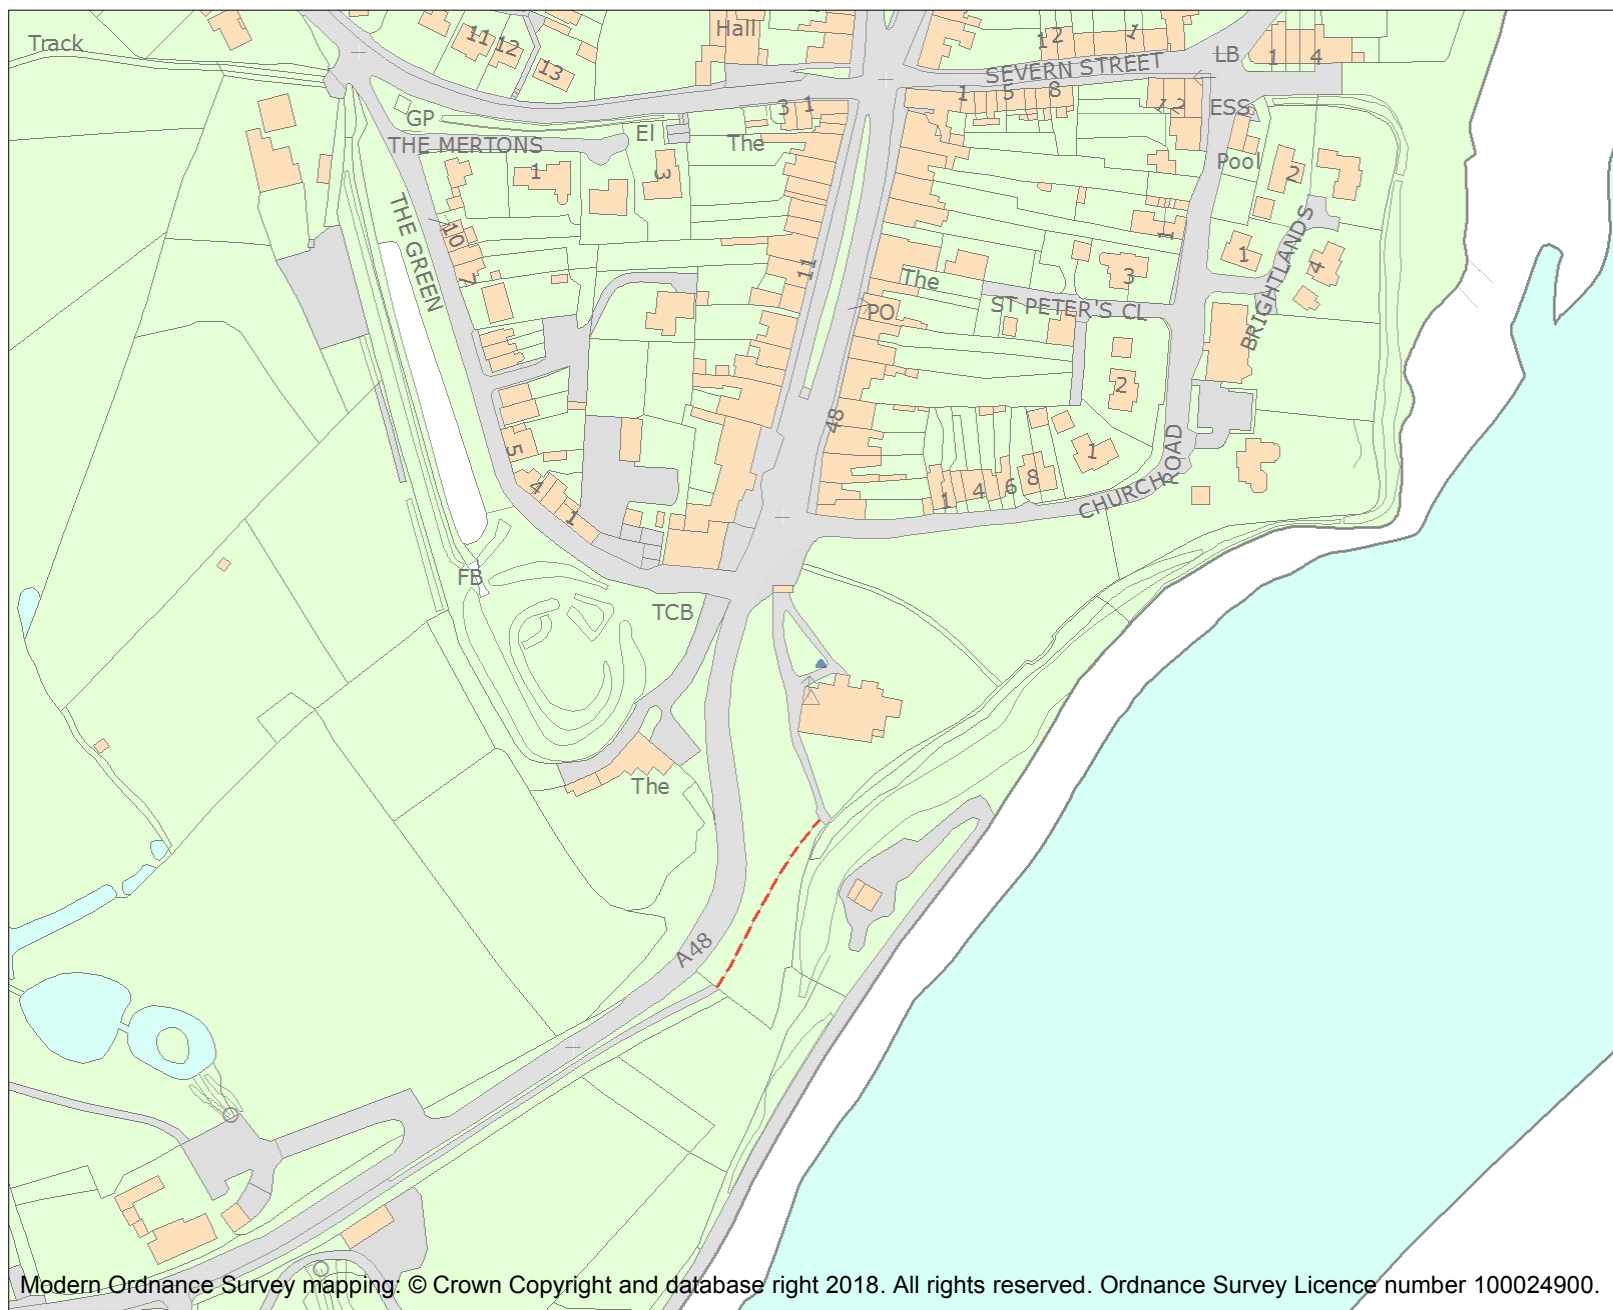 Track
11
12
13
Hall
12
1
LB
1
4
SEVERN STREET
GP
EI
3
1
1
5
8
12
ESS
THE MERTONS
The
Pool
1
3
2
THE GREEN
10
7
1
BRIGHTLANDS
1
4
11
The
3
PO
ST PETER'S CL
2
48
5
4
1
1
4
6
8
1
CHURCH ROAD
FB
TCB
The
A48
Modern Ordnance Survey mapping: © Crown Copyright and database right 2018. All rights reserved. Ordnance Survey Licence number 100024900.